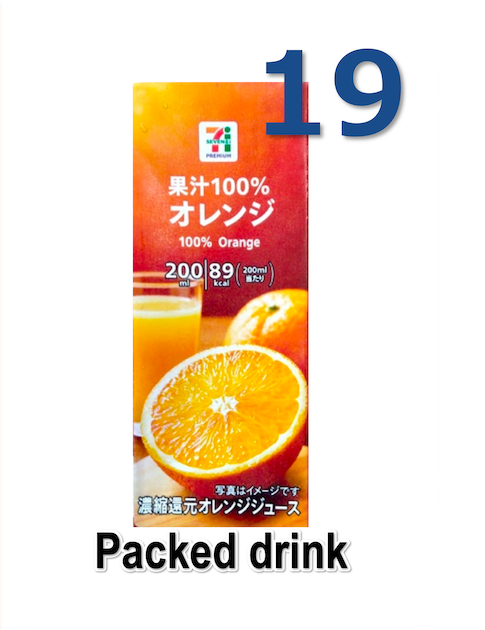 19
7
SEVEN&i
PREMIUM
果汁100%
オレンジ
100% Orange
200ml 89kcal (200ml当たり)
写真はイメージです
濃縮還元オレンジジュース
Packed drink